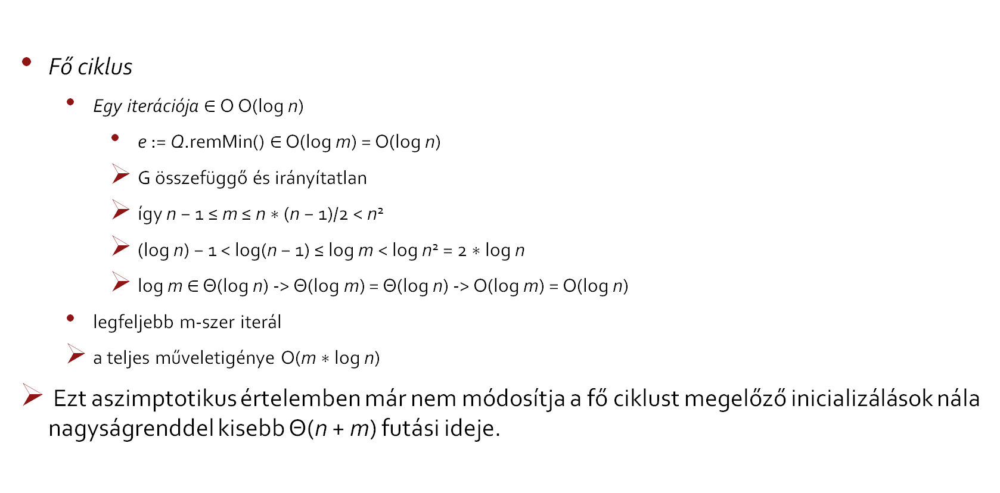 Fő ciklus
Egy iterációja ∈ O O(log n)
e := Q.remMin() ∈ O(log m) = O(log n)
G összefüggő és irányítatlan
így n − 1 ≤ m ≤ n ∗ (n − 1)/2 < n²
(log n) − 1 < log(n − 1) ≤ log m < log n² = 2 ∗ log n
log m ∈ Θ(log n) -> Θ(log m) = Θ(log n) -> O(log m) = O(log n)
legfeljebb m-szer iterál
a teljes műveletigénye O(m ∗ log n)
Ezt aszimptotikus értelemben már nem módosítja a fő ciklust megelőző inicializálások nála
nagyságrenddel kisebb Θ(n + m) futási ideje.